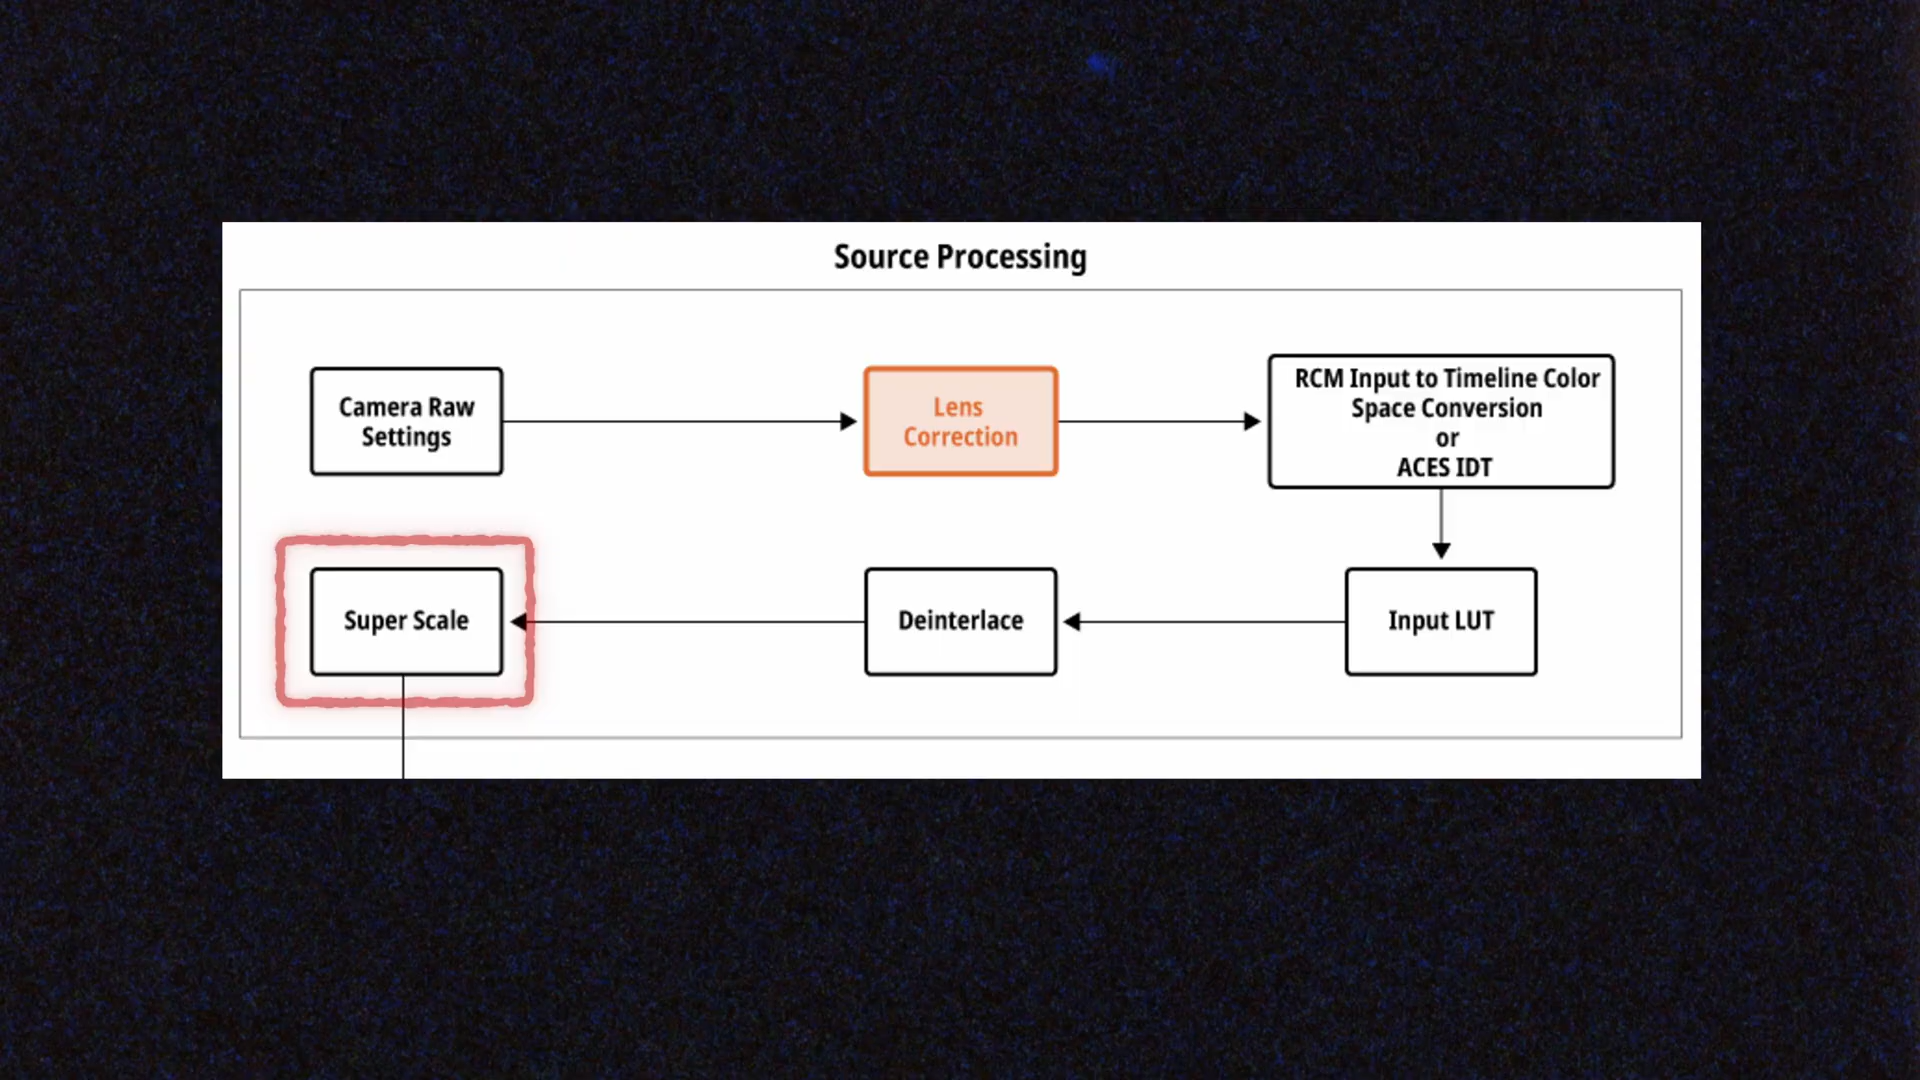 Source Processing
Camera Raw
Settings
Lens
Correction
RCM Input to Timeline Color
Space Conversion
or
ACES IDT
Super Scale
Deinterlace
Input LUT